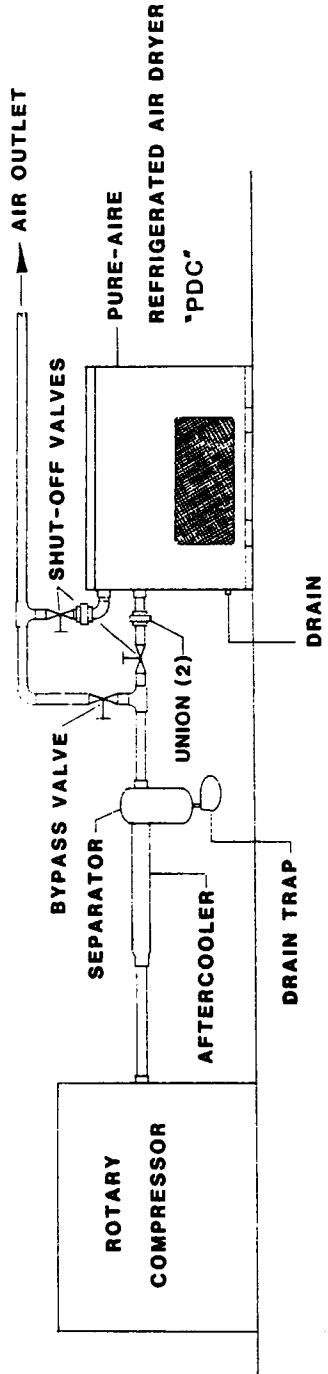 AIR OUTLET
SHUT-OFF VALVES
PURE-AIRE
REFRIGERATED AIR DRYER
"PDC"
BYPASS VALVE
SEPARATOR
ROTARY
COMPRESSOR
AFTERCOOLER
UNION (2)
DRAIN TRAP
DRAIN